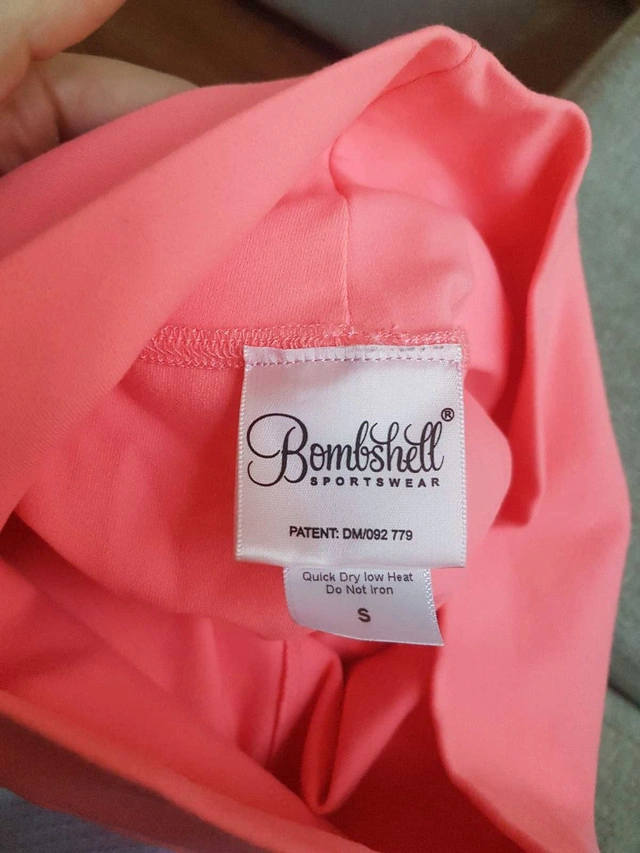 Bombshell®
SPORTSWEAR
PATENT: DM/092 779
Quick Dry low Heat
Do Not Iron
S